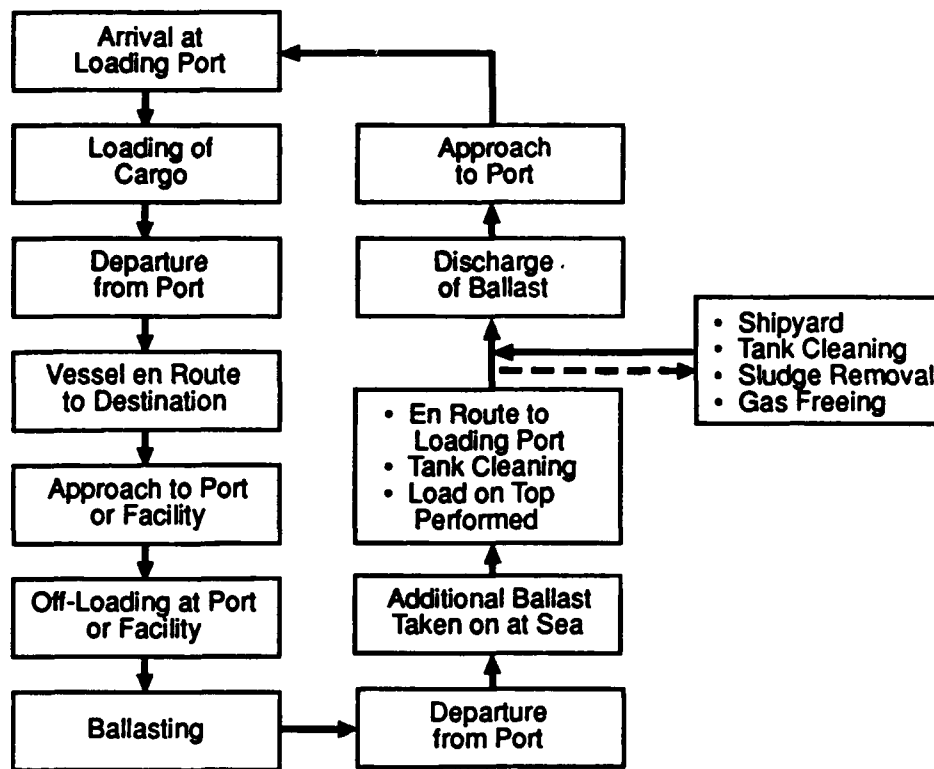 Arrival at
Loading Port
Loading of
Cargo
Departure
from Port
Vessel en Route
to Destination
Approach to Port
or Facility
Off-Loading at Port
or Facility
Ballasting
Departure
from Port
Additional Ballast
Taken on at Sea
• En Route to
Loading Port
• Tank Cleaning
• Load on Top
Performed
• Shipyard
• Tank Cleaning
• Sludge Removal
• Gas Freeing
Discharge
of Ballast
Approach
to Port